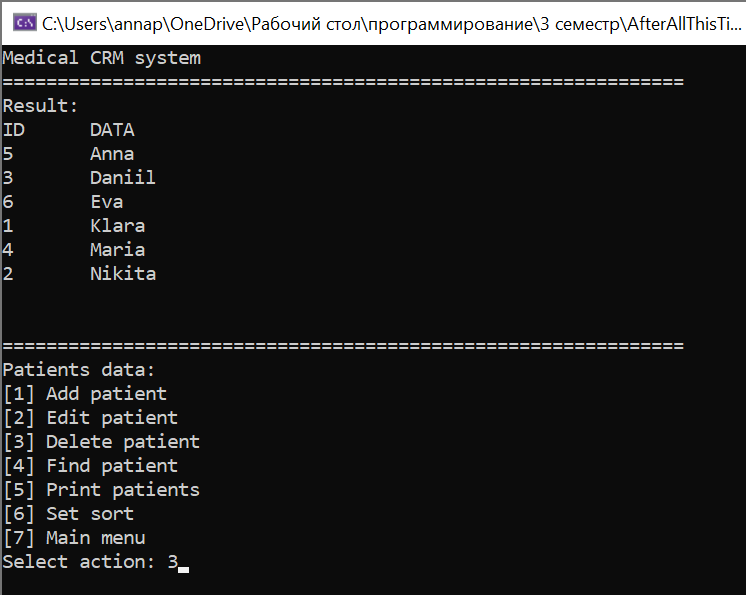 C:\Users\annap\OneDrive\Рабочий стол\программирование\3 семестр\AfterAllThisTi...
Medical CRM system
==============================================================
Result:
ID DATA
5 Anna
3 Daniil
6 Eva
1 Klara
4 Maria
2 Nikita
==============================================================
Patients data:
[1] Add patient
[2] Edit patient
[3] Delete patient
[4] Find patient
[5] Print patients
[6] Set sort
[7] Main menu
Select action: 3